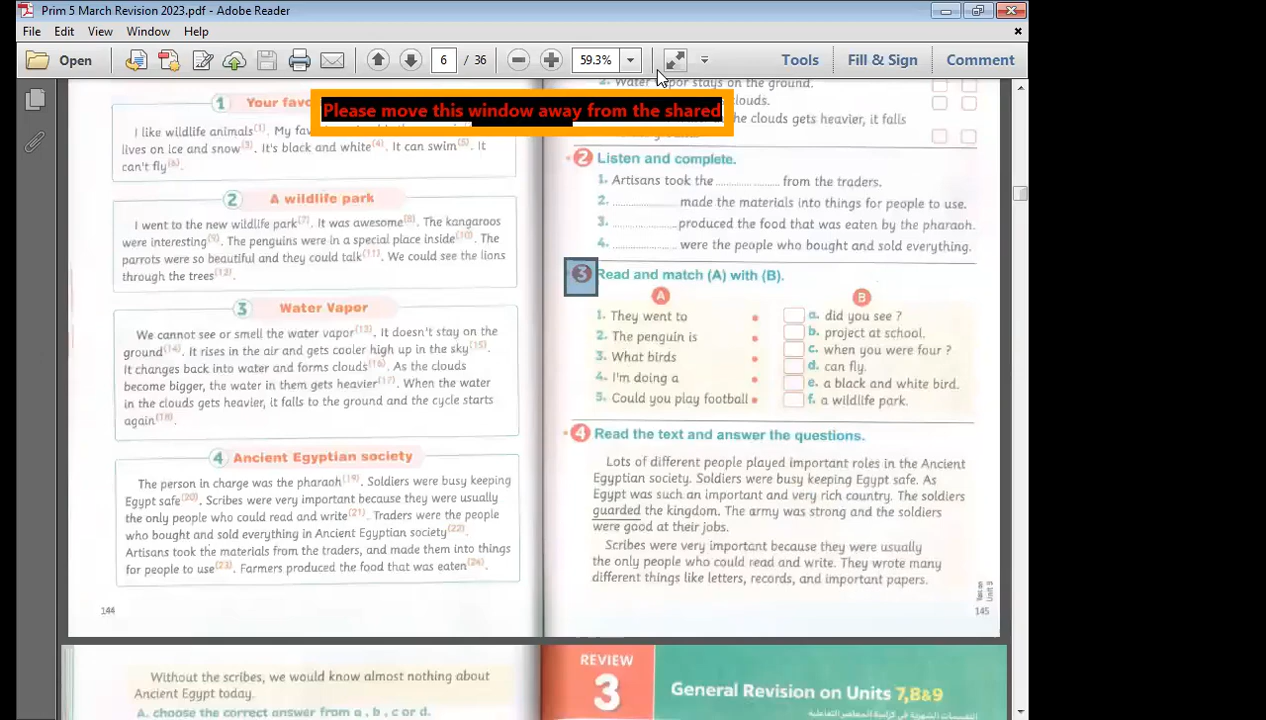 Prim 5 March Revision 2023.pdf - Adobe Reader
File Edit View Window Help
Open 6 / 36 59.3% Tools Fill & Sign Comment
Please move this window away from the shared
1 Your
I like wildlife animals(1). My
lives on ice and snow(3). It's black and white(4). It can swim(5). It
can't fly(6).
2 A wildlife park
I went to the new wildlife park(7). It was awesome(8). The kangaroos
were interesting(9). The penguins were in a special place inside(10). The
parrots were so beautiful and they could talk(11). We could see the lions
through the trees(12).
3 Water Vapor
We cannot see or smell the water vapor(13). It doesn't stay on the
ground(14). It rises in the air and gets cooler high up in the sky(15).
It changes back into water and forms clouds(16). As the clouds
become bigger, the water in them gets heavier(17). When the water
in the clouds gets heavier, it falls to the ground and the cycle starts
again(18).
4 Ancient Egyptian society
The person in charge was the pharaoh(19). Soldiers were busy keeping
Egypt safe(20). Scribes were very important because they were usually
the only people who could read and write(21). Traders were the people
who bought and sold everything in Ancient Egyptian society(22).
Artisans took the materials from the traders, and made them into things
for people to use(23). Farmers produced the food that was eaten(24).
144
Water vapor stays on the ground.
clouds.
the clouds gets heavier, it falls
2 Listen and complete.
1. Artisans took the .................... from the traders.
2. .................... made the materials into things for people to use.
3. .................... produced the food that was eaten by the pharaoh.
4. .................... were the people who bought and sold everything.
3 Read and match (A) with (B).
A B
1. They went to a. did you see ?
2. The penguin is b. project at school.
3. What birds c. when you were four ?
4. I'm doing a d. can fly.
5. Could you play football e. a black and white bird.
f. a wildlife park.
4 Read the text and answer the questions.
Lots of different people played important roles in the Ancient
Egyptian society. Soldiers were busy keeping Egypt safe. As
Egypt was such an important and very rich country. The soldiers
guarded the kingdom. The army was strong and the soldiers
were good at their jobs.
Scribes were very important because they were usually
the only people who could read and write. They wrote many
different things like letters, records, and important papers.
Unit 9
145
Without the scribes, we would know almost nothing about
Ancient Egypt today.
A. choose the correct answer from a , b , c or d.
REVIEW
3
General Revision on Units 7,8&9